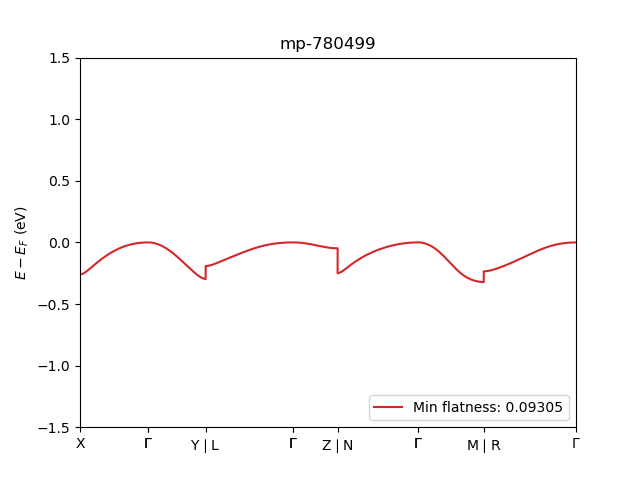 mp-780499
1.5
1.0
0.5
0.0
−0.5
−1.0
−1.5
E − E_F (eV)
Min flatness: 0.09305
X Γ Y | L Γ Z | N Γ M | R Γ